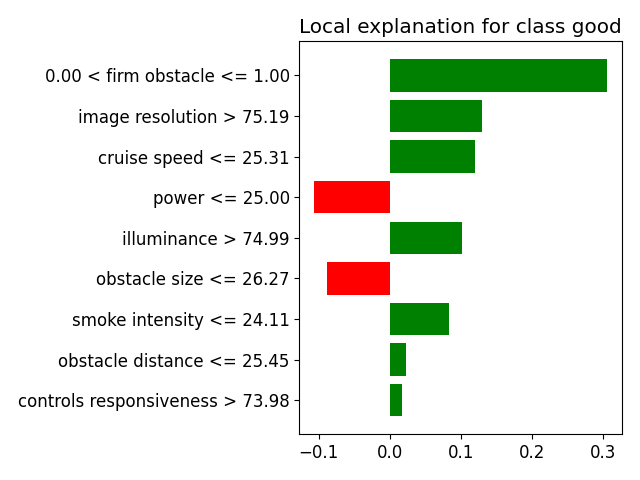 Local explanation for class good
0.00 < firm obstacle <= 1.00
image resolution > 75.19
cruise speed <= 25.31
power <= 25.00
illuminance > 74.99
obstacle size <= 26.27
smoke intensity <= 24.11
obstacle distance <= 25.45
controls responsiveness > 73.98
−0.1 0.0 0.1 0.2 0.3